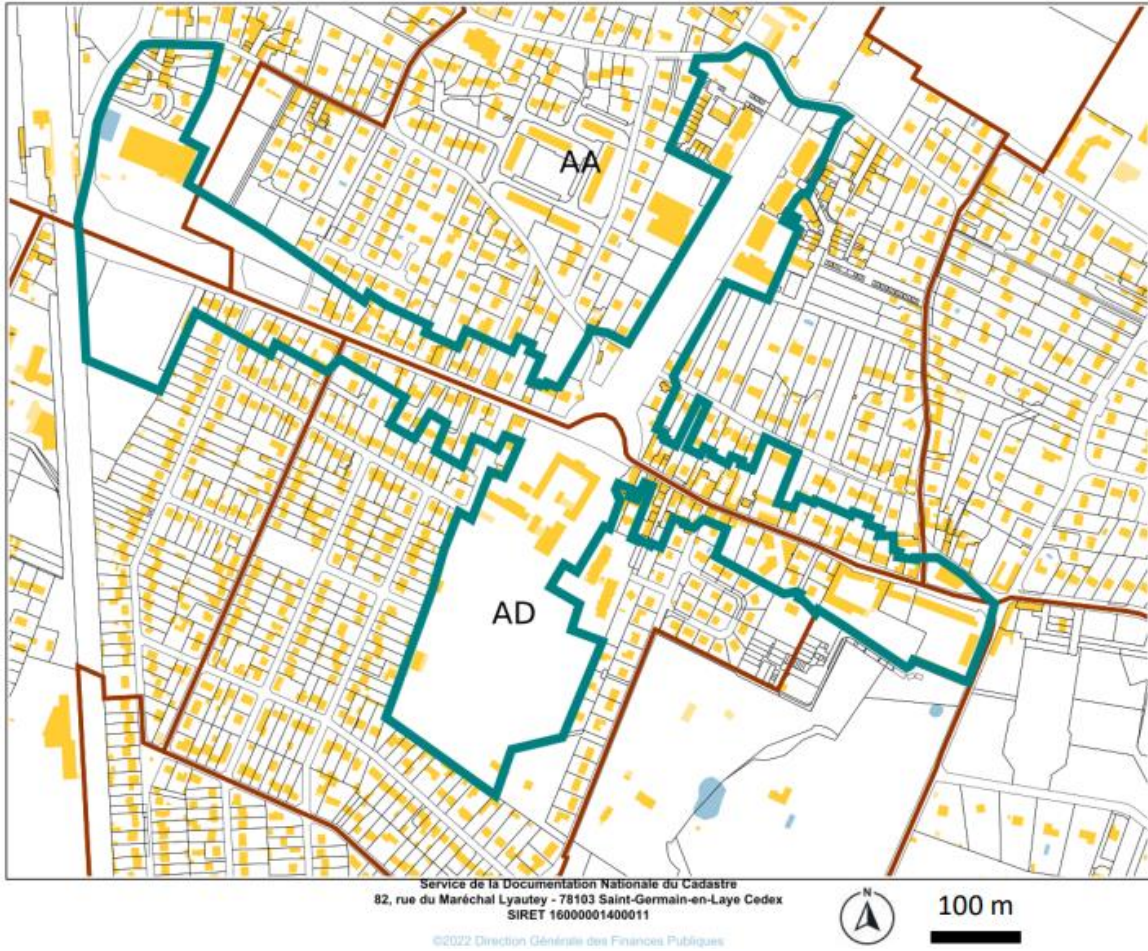 AA
AD
Service de la Documentation Nationale du Cadastre
82, rue du Maréchal Lyautey - 78103 Saint-Germain-en-Laye Cedex
SIRET 16000001400011
©2022 Direction Générale des Finances Publiques
N
100 m